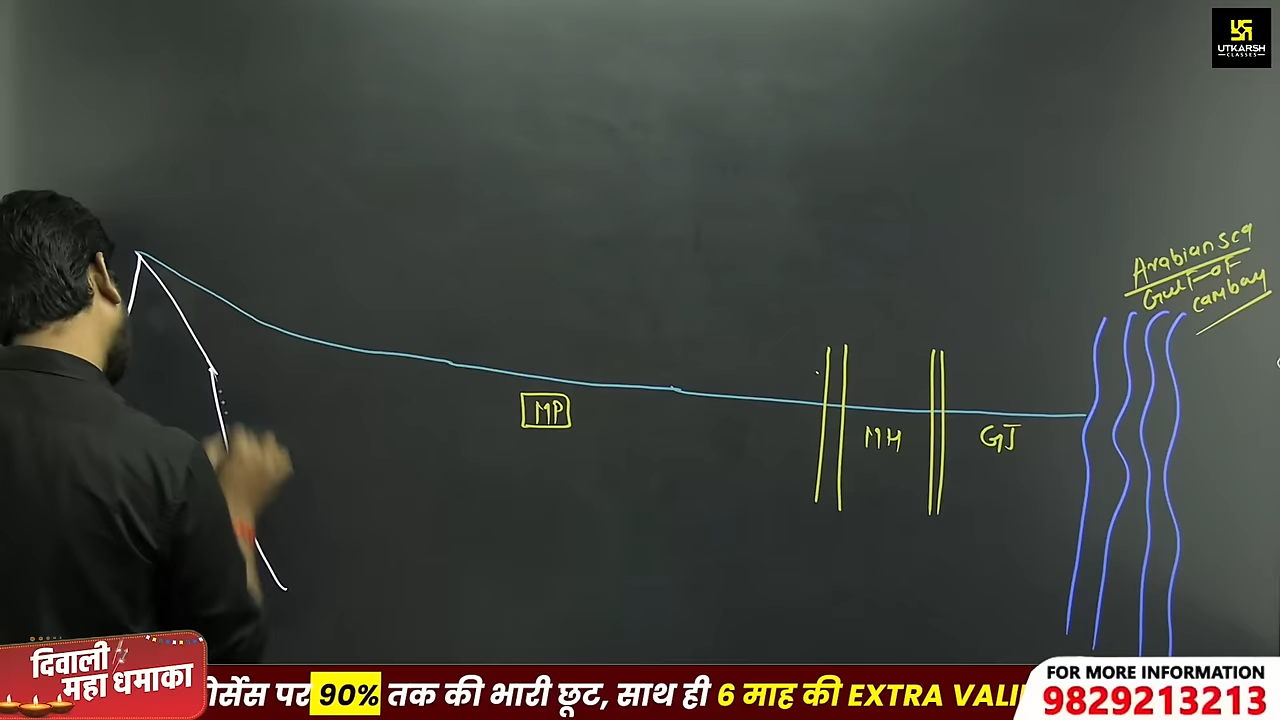 UTKARSH
CLASSES
Arabian sea
Gulf of
cambay
MP
MH
GJ
दिवाली
महा धमाका
र्सेस पर 90% तक की भारी छूट, साथ ही 6 माह की EXTRA VALI
FOR MORE INFORMATION
9829213213